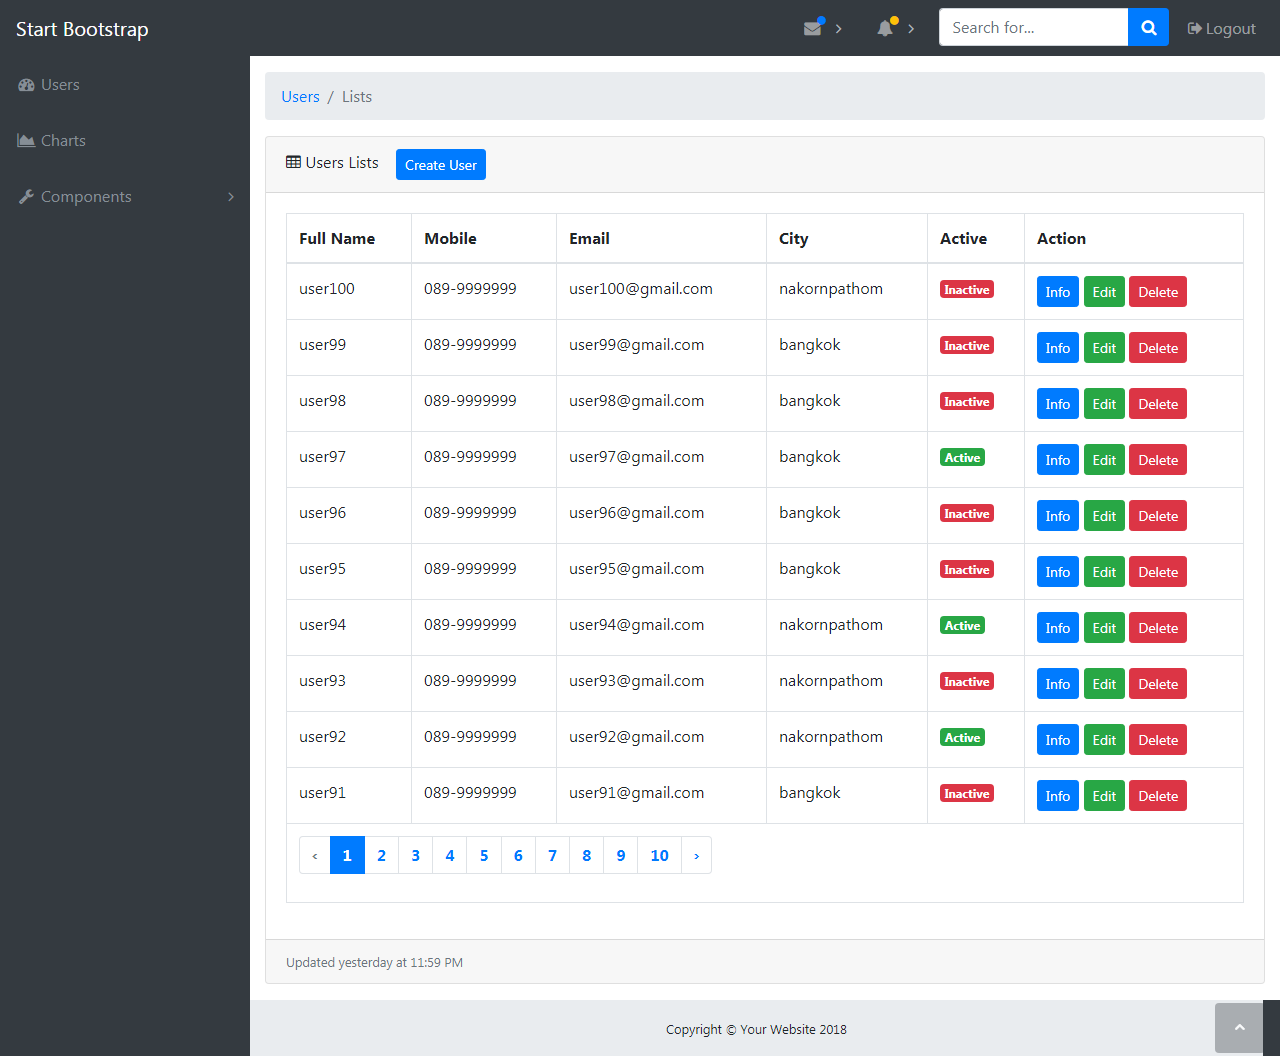 Start Bootstrap
Search for...
Logout
Users
Charts
Components
Users / Lists
Users Lists Create User
Full Name Mobile Email City Active Action
user100 089-9999999 user100@gmail.com nakornpathom Inactive Info Edit Delete
user99 089-9999999 user99@gmail.com bangkok Inactive Info Edit Delete
user98 089-9999999 user98@gmail.com bangkok Inactive Info Edit Delete
user97 089-9999999 user97@gmail.com bangkok Active Info Edit Delete
user96 089-9999999 user96@gmail.com bangkok Inactive Info Edit Delete
user95 089-9999999 user95@gmail.com bangkok Inactive Info Edit Delete
user94 089-9999999 user94@gmail.com nakornpathom Active Info Edit Delete
user93 089-9999999 user93@gmail.com nakornpathom Inactive Info Edit Delete
user92 089-9999999 user92@gmail.com nakornpathom Active Info Edit Delete
user91 089-9999999 user91@gmail.com bangkok Inactive Info Edit Delete
‹ 1 2 3 4 5 6 7 8 9 10 ›
Updated yesterday at 11:59 PM
Copyright © Your Website 2018